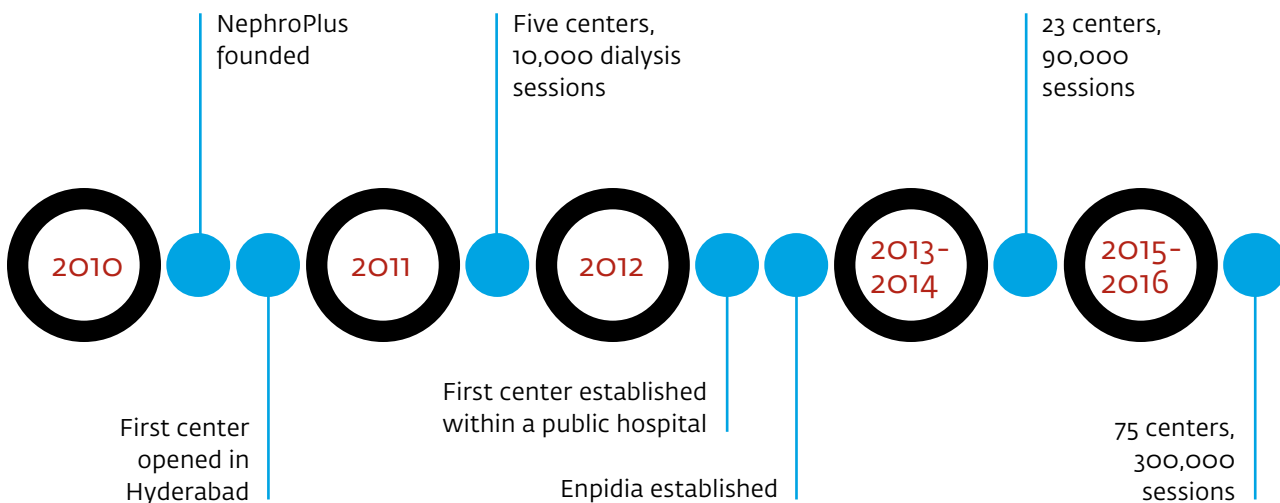 NephroPlus
founded
Five centers,
10,000 dialysis
sessions
23 centers,
90,000
sessions
2010
2011
2012
2013-
2014
2015-
2016
First center
opened in
Hyderabad
First center established
within a public hospital
Enpidia established
75 centers,
300,000
sessions